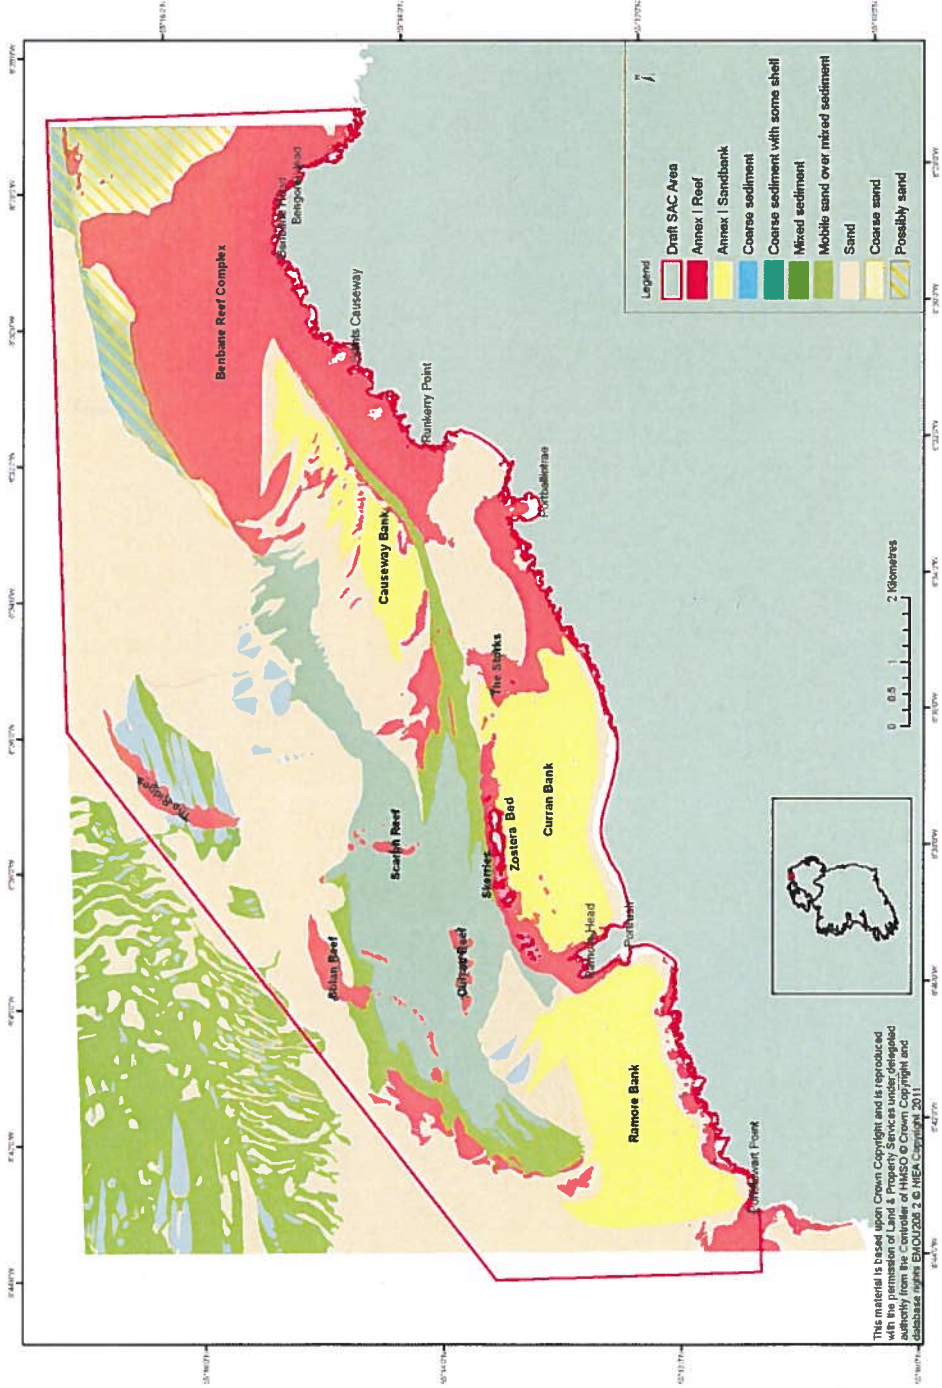 Benbane Reef Complex
Benbane Head
Bengore Head
Giants Causeway
Runkerry Point
Causeway Bank
Portballintrae
The Storks
The Ridges
Scarph Reef
Curran Bank
Zostera Bed
Skerries
Bolan Reef
Curran Reef
Ramore Head
Portrush
Ramore Bank
Portstewart Point
Legend
Draft SAC Area
Annex I Reef
Annex I Sandbank
Coarse sediment
Coarse sediment with some shell
Mixed sediment
Mobile sand over mixed sediment
Sand
Coarse sand
Possibly sand
0 0.5 1 2 Kilometres
This material is based upon Crown Copyright and is reproduced
with the permission of Land & Property Services under delegated
authority from the Controller of HMSO © Crown Copyright and
database rights EMOU206 2 © NIEA Copyright 2011